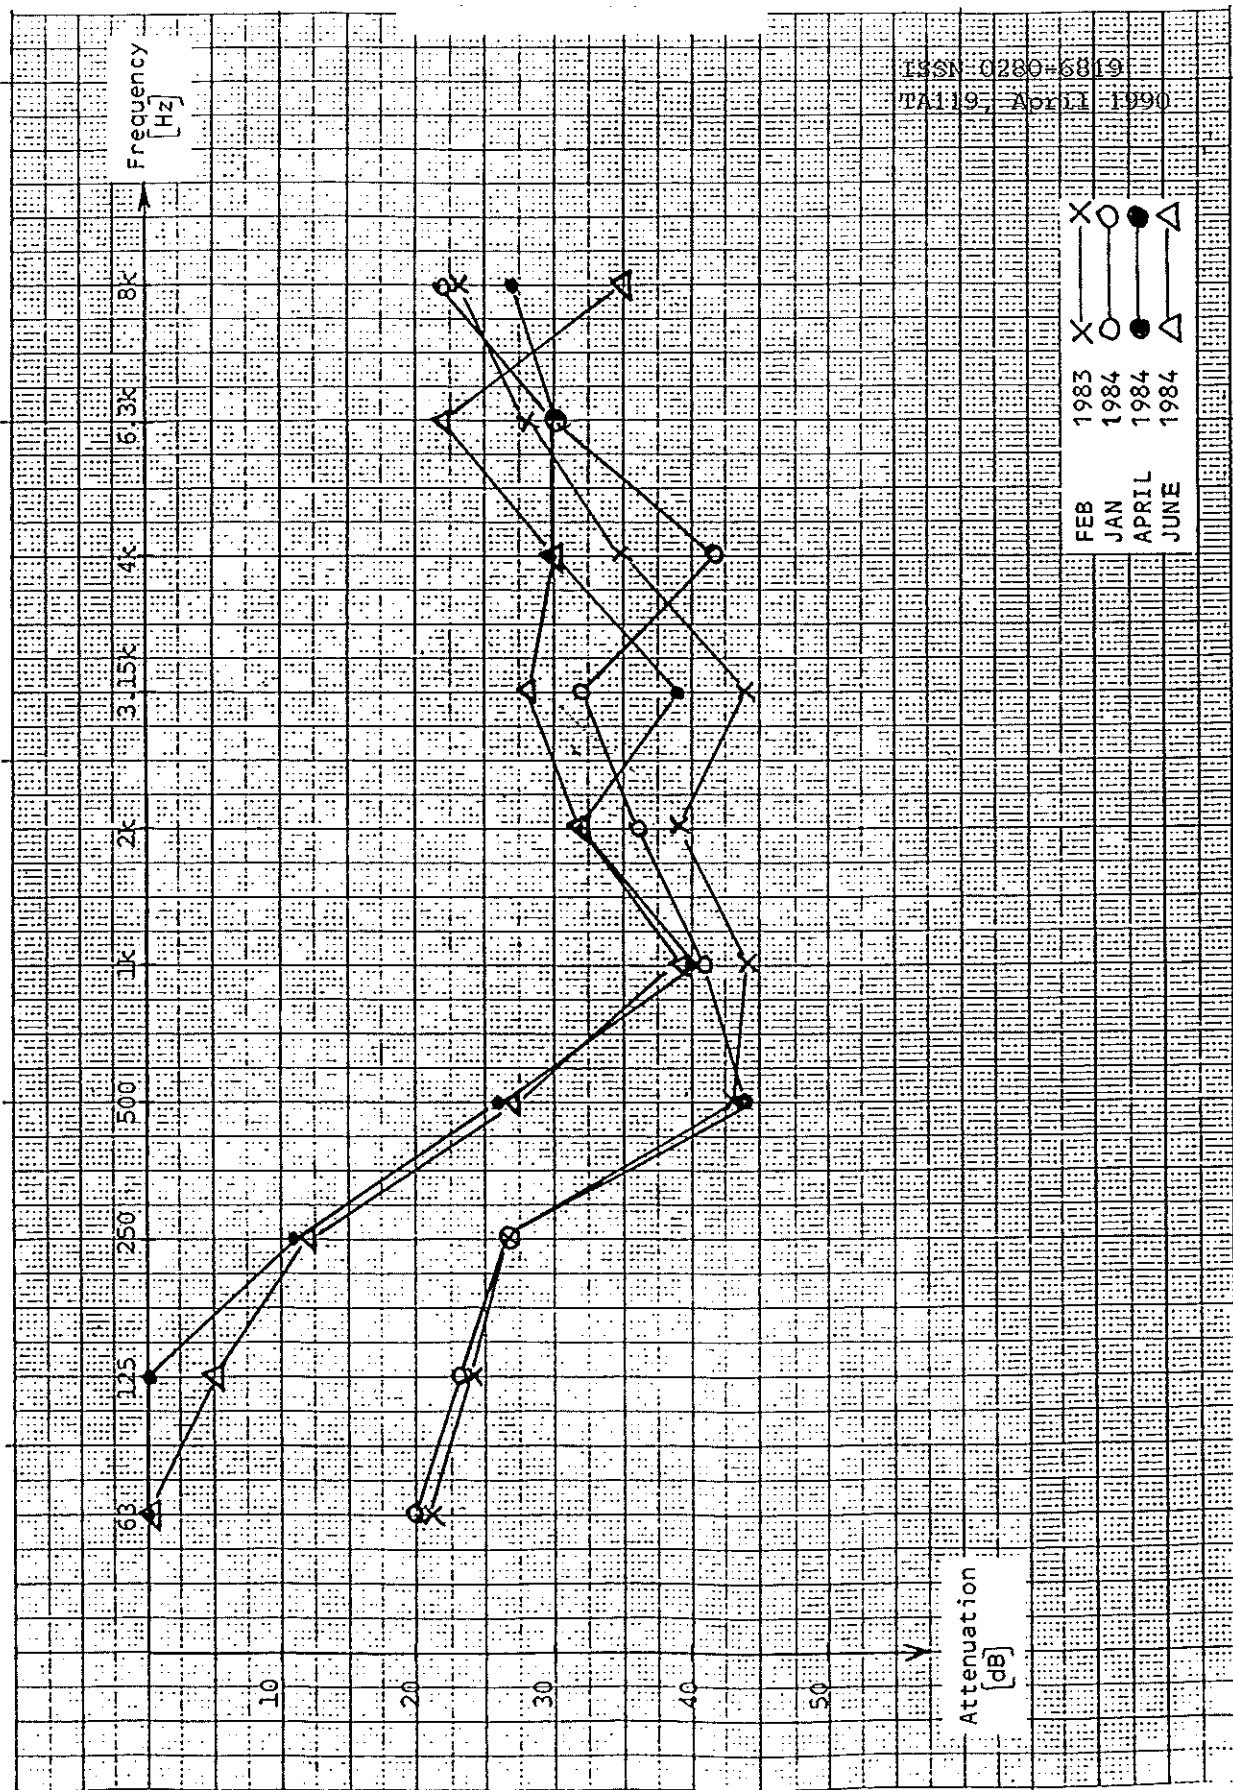 ISSN 0280-6819
TA119, April 1990
Frequency
[Hz]
63 125 250 500 1k 2k 3.15k 4k 6.3k 8k
10
20
30
40
50
Attenuation
[dB]
FEB 1983
JAN 1984
APRIL 1984
JUNE 1984